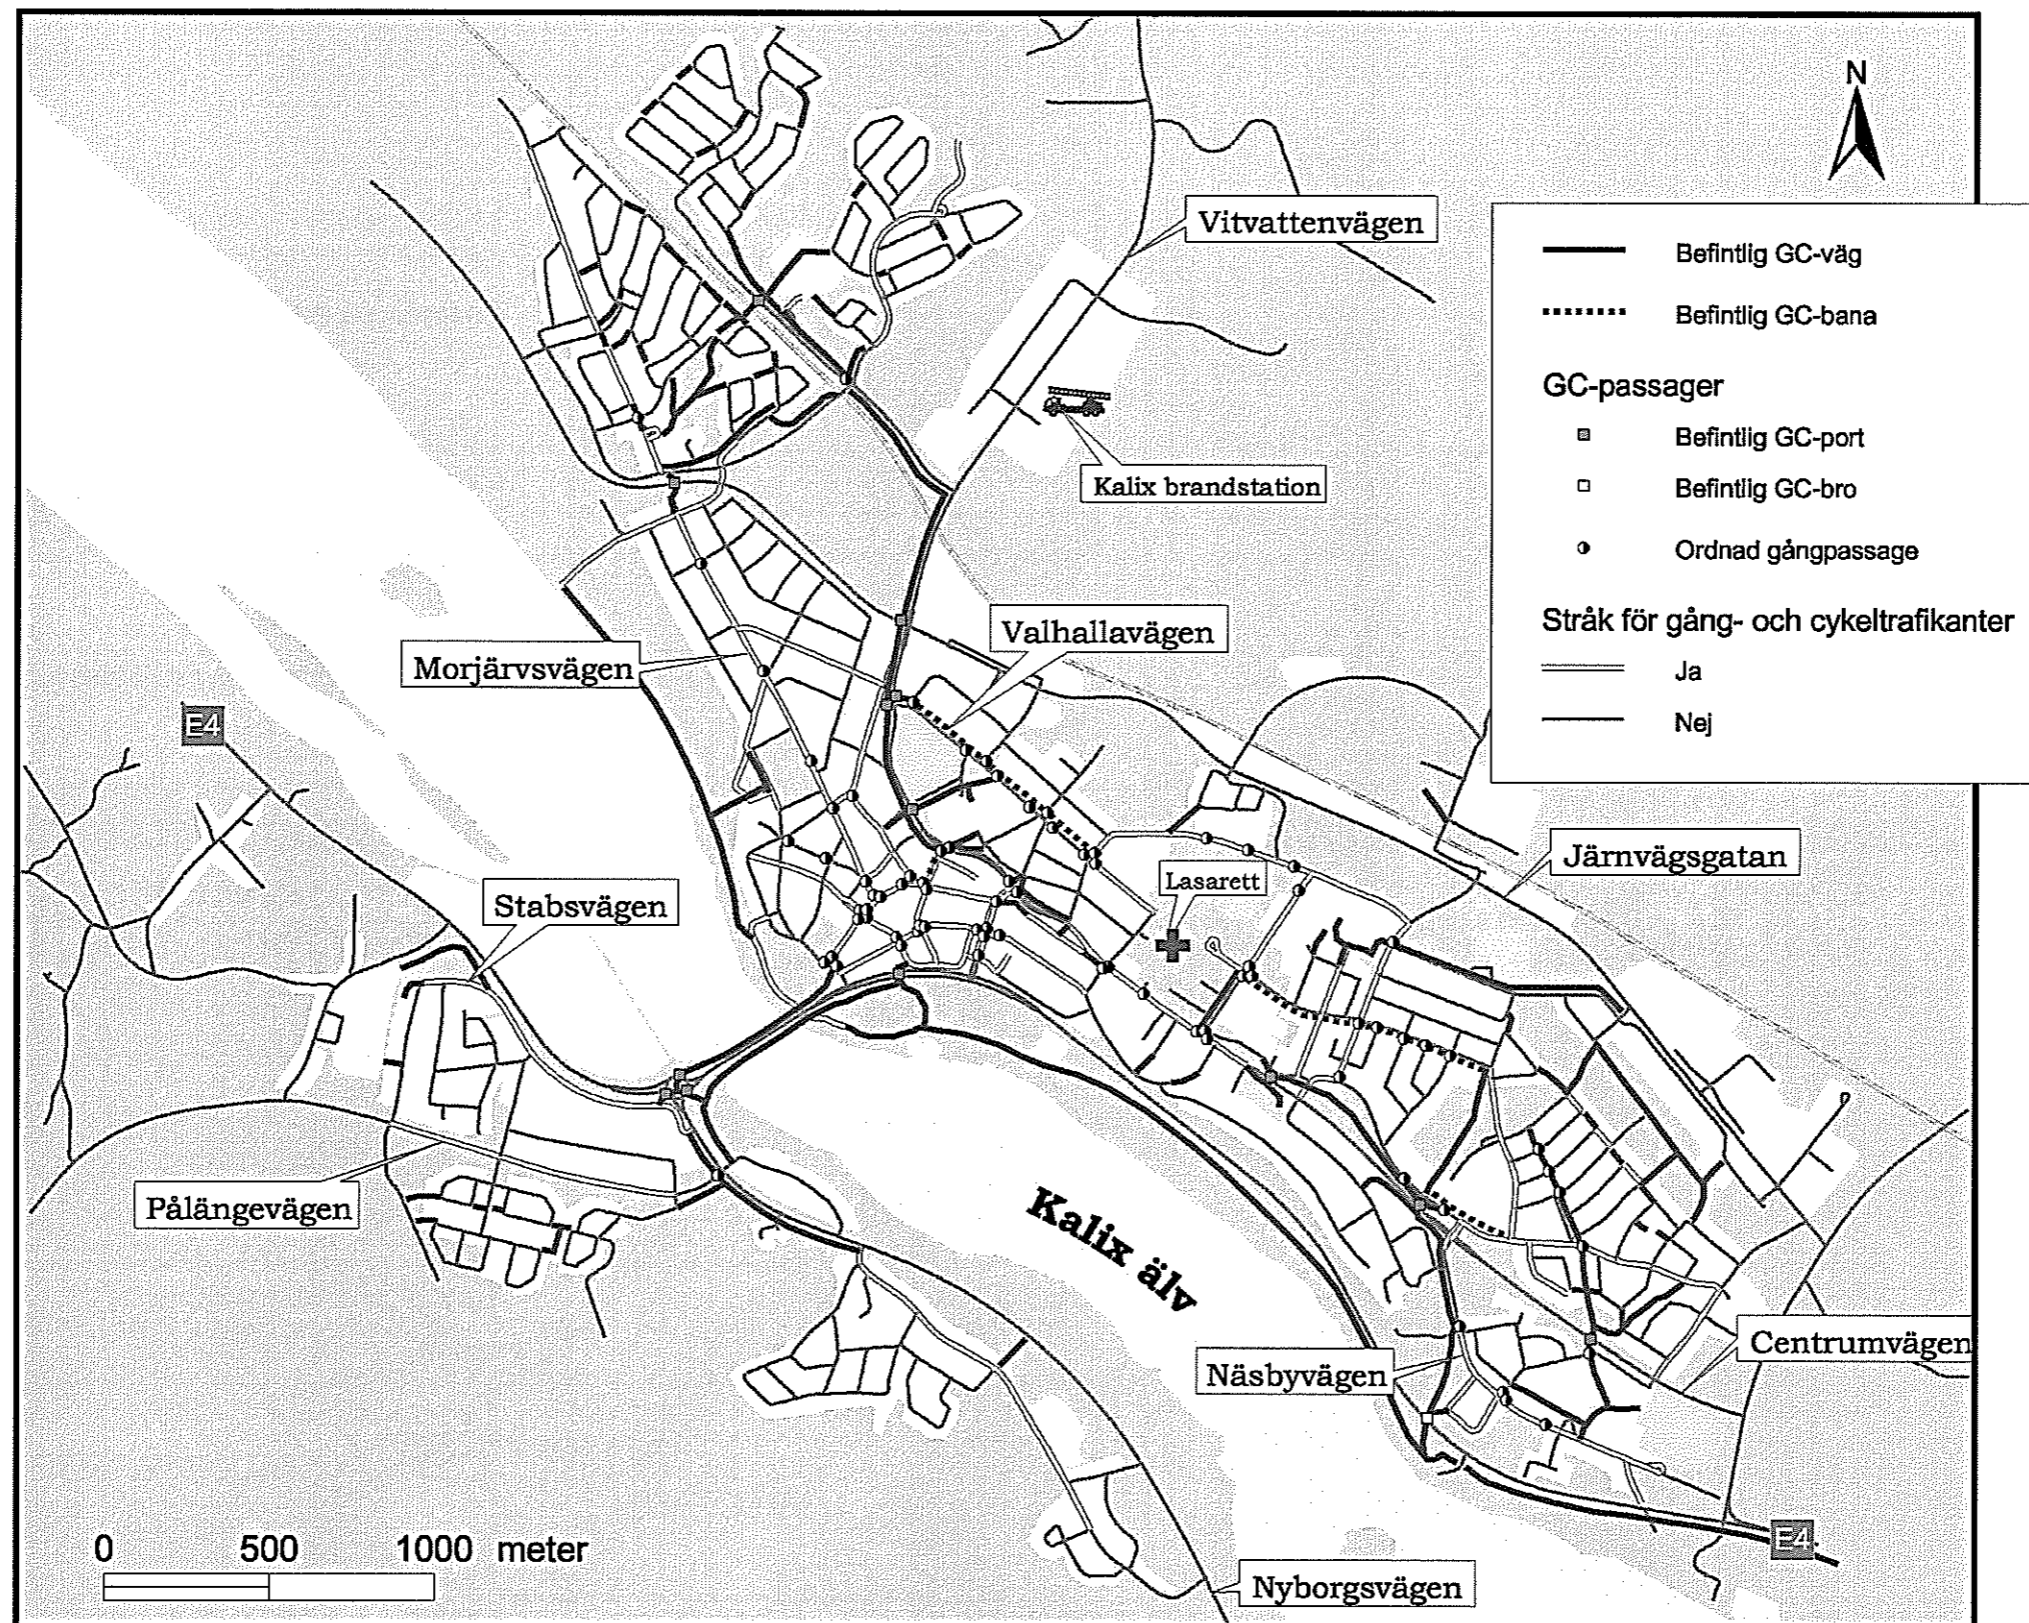 N
Vitvattenvägen
Befintlig GC-väg
Befintlig GC-bana
GC-passager
Befintlig GC-port
Befintlig GC-bro
Ordnad gångpassage
Stråk för gång- och cykeltrafikanter
Ja
Nej
Kalix brandstation
Valhallavägen
Morjärvsvägen
E4
Järnvägsgatan
Lasarett
Stabsvägen
Pålängevägen
Kalix älv
Centrumvägen
Näsbyvägen
E4
0 500 1000 meter
Nyborgsvägen